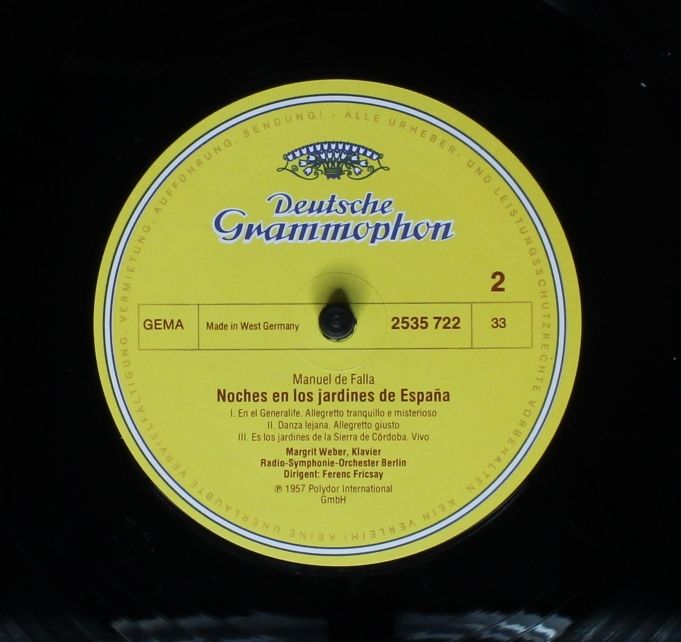 ALLE URHEBER- UND LEISTUNGSSCHUTZRECHTE VORBEHALTEN. KEIN VERLEIH! KEINE UNERLAUBTE VERVIELFÄLTIGUNG, VERMIETUNG, AUFFÜHRUNG, SENDUNG! -
Deutsche
Grammophon
2
GEMA Made in West Germany 2535 722 33
Manuel de Falla
Noches en los jardines de España
I. En el Generalife. Allegretto tranquillo e misterioso
II. Danza lejana. Allegretto giusto
III. Es los jardines de la Sierra de Córdoba. Vivo
Margrit Weber, Klavier
Radio-Symphonie-Orchester Berlin
Dirigent: Ferenc Fricsay
℗ 1957 Polydor International
GmbH